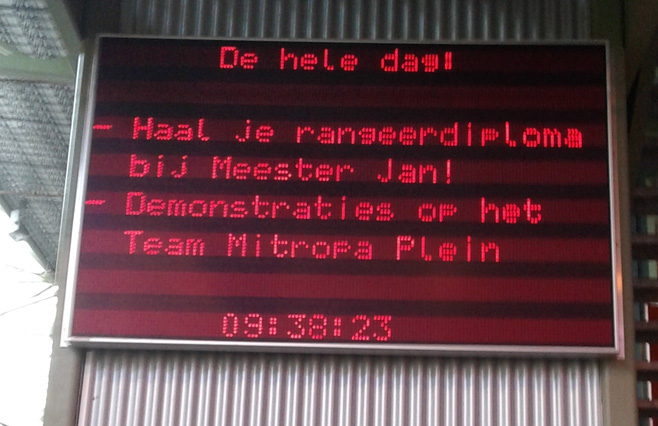 De hele dag!
- Haal je rangeerdiploma
bij Meester Jan!
- Demonstraties op het
Team Mitropa Plein
09:38:23